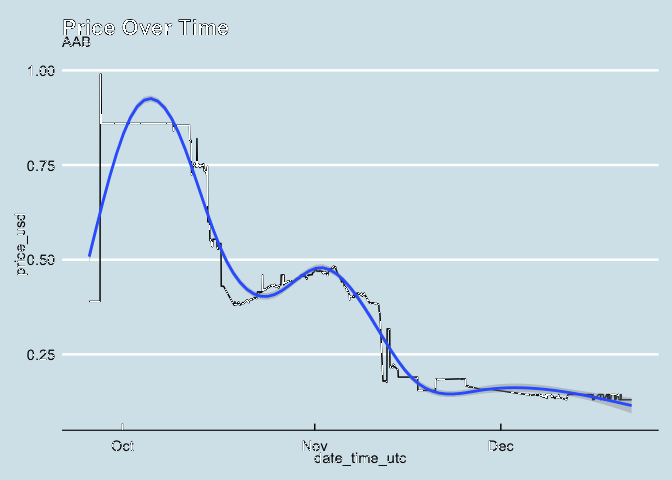 Price Over Time
AAB
1.00
0.75
0.50
0.25
price_usd
Oct
Nov
Dec
date_time_utc